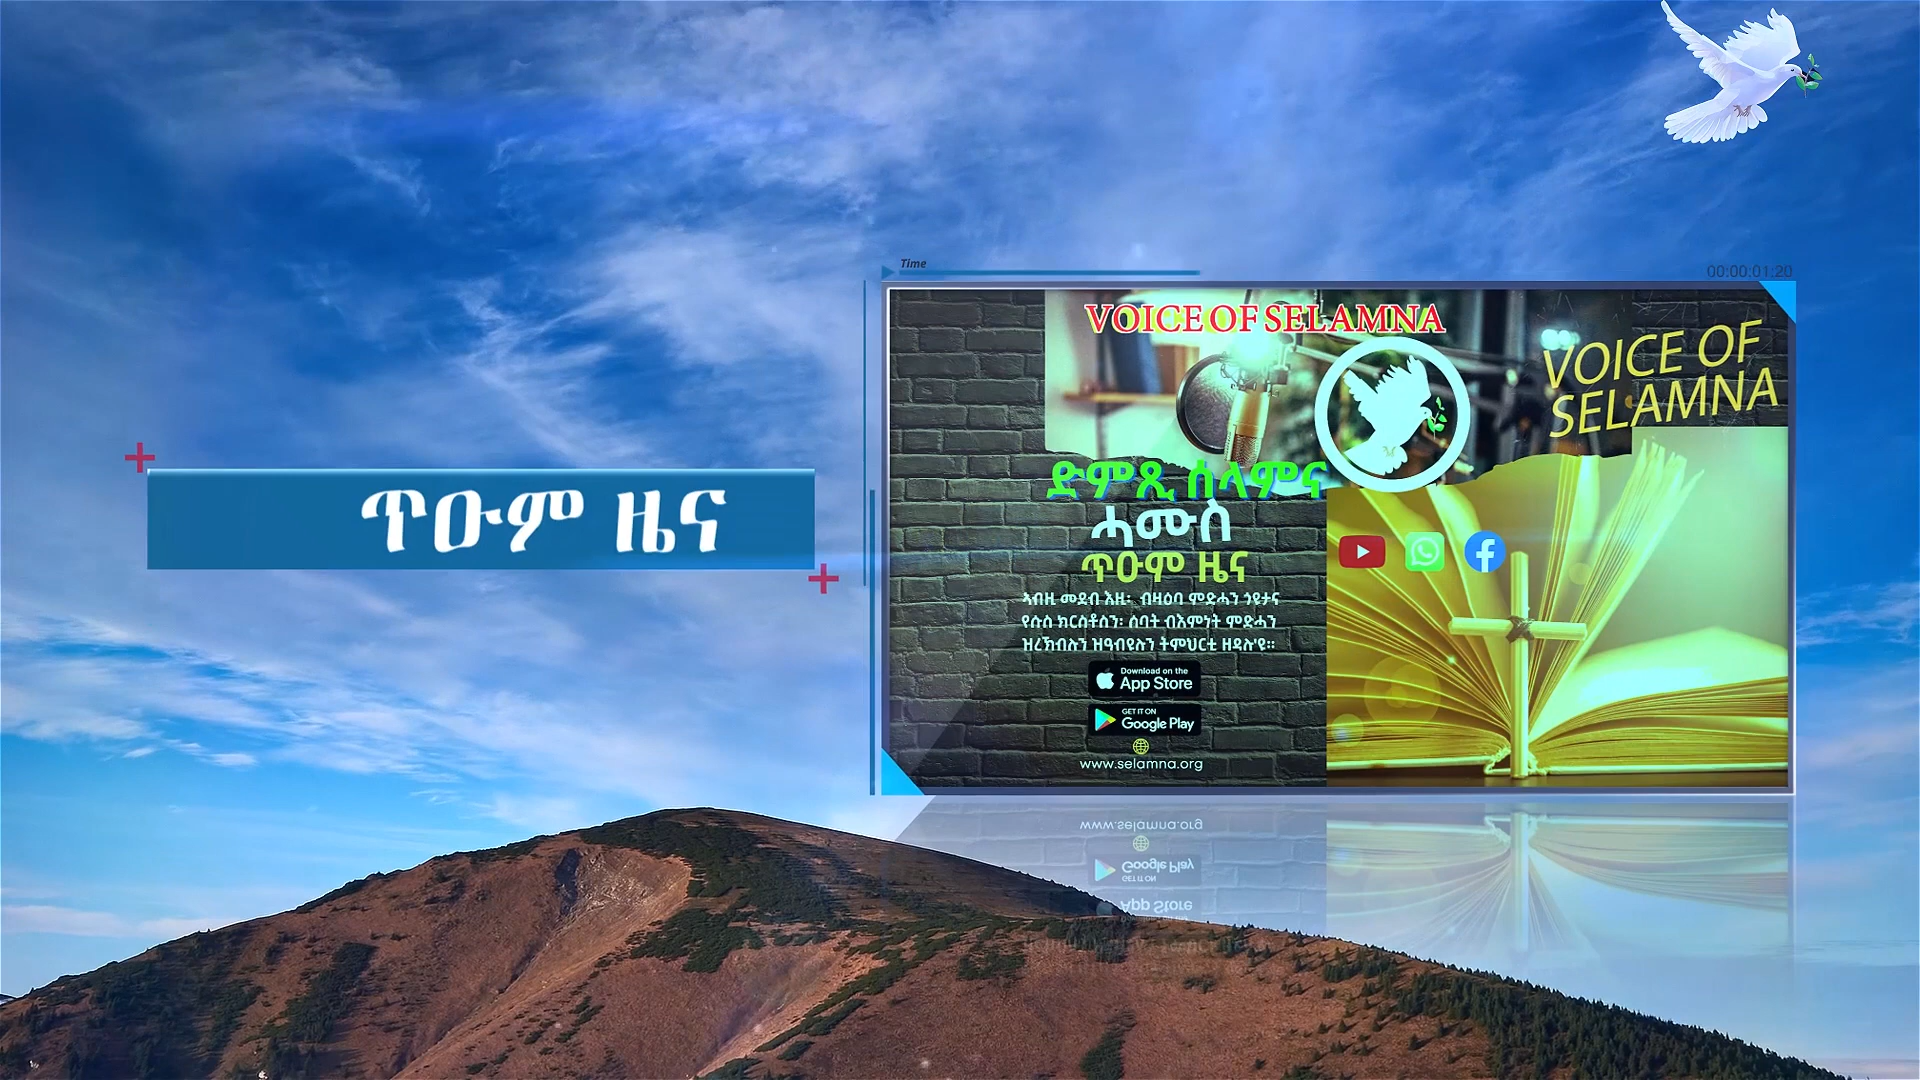 Time
00:00:01:20
VOICE OF SELAMNA
VOICE OF
SELAMNA
ጥዑም ዜና
ድምጺ ሰላምና
ሓሙስ
ጥዑም ዜና
ኣብዚ መደብ እዚ፡ ብዛዕባ ምድሓን ጎይታና
የሱስ ክርስቶስን፡ ሰባት ብእምነት ምድሓን
ዝረኽብሉን ዝዓብዩሉን ትምህርቲ ዘዳሉ'ዩ።
Download on the
App Store
GET IT ON
Google Play
www.selamna.org